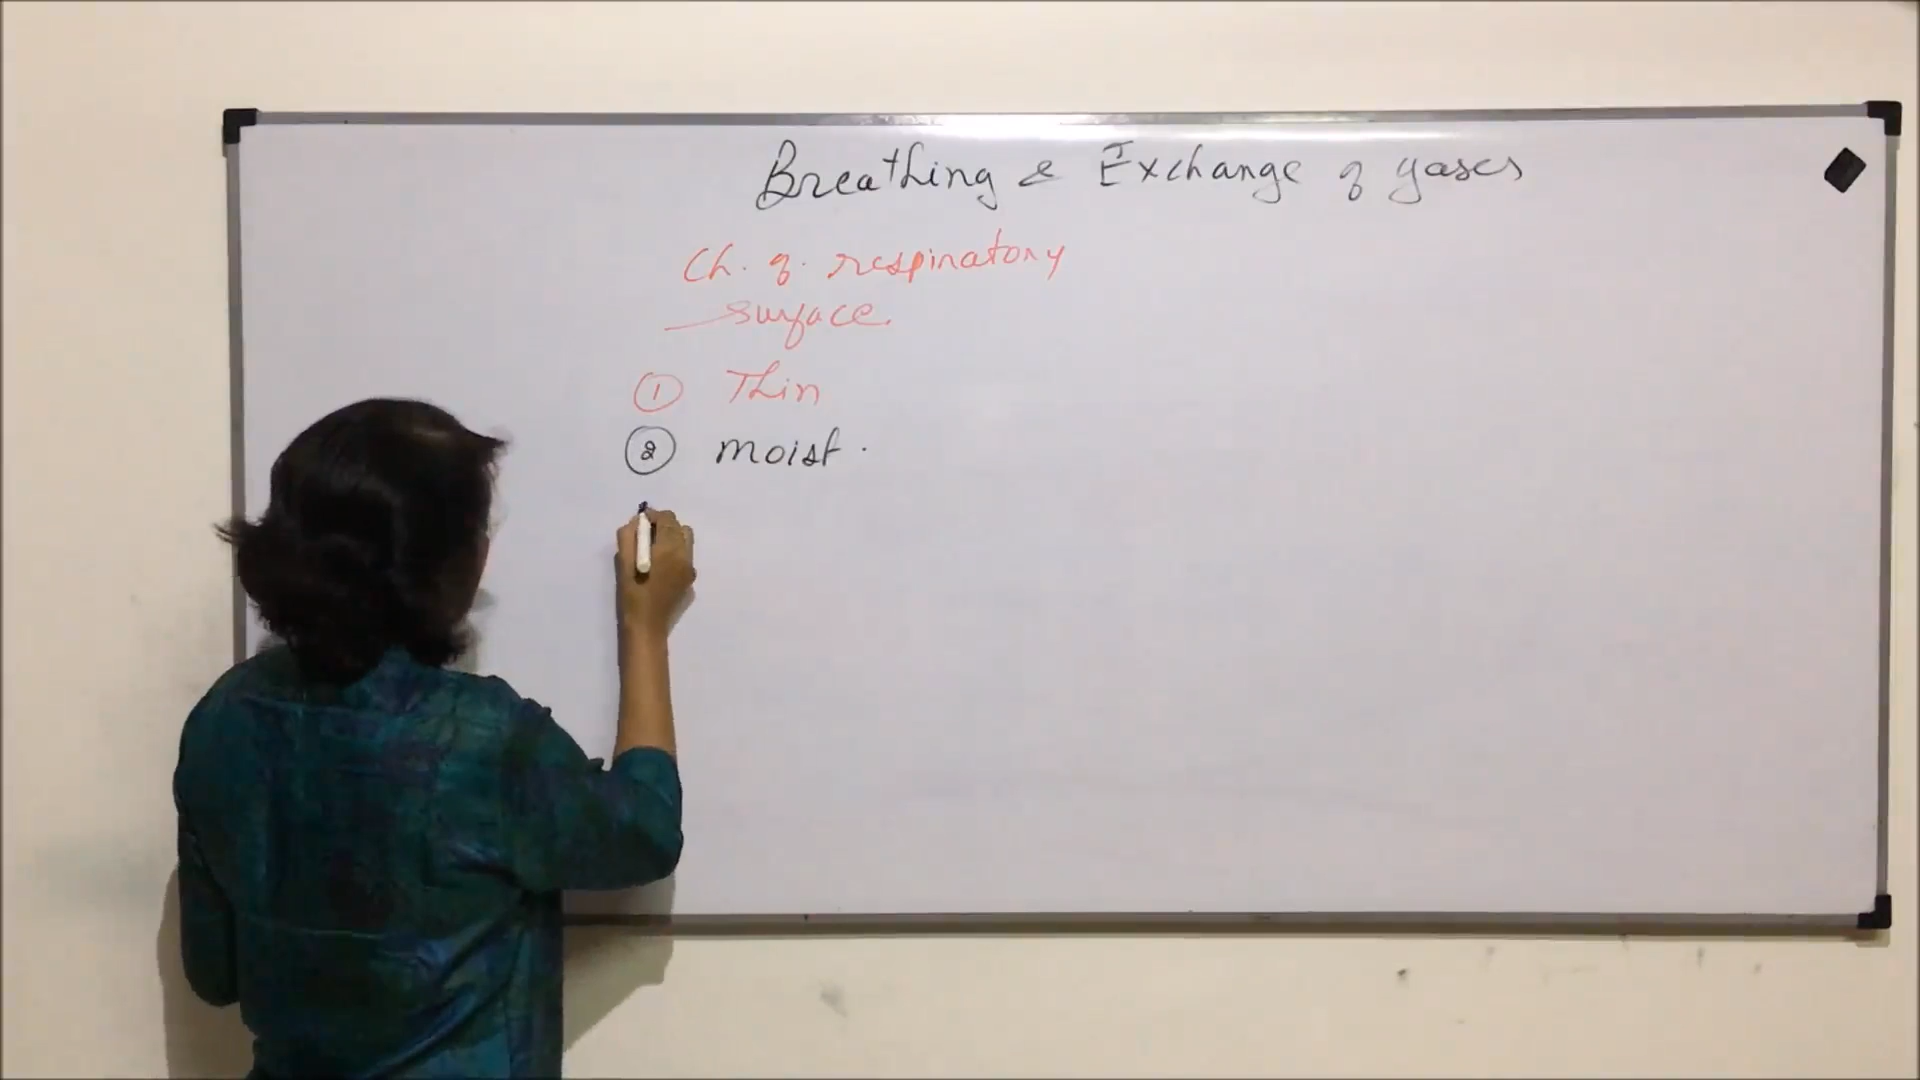 Breathing & Exchange of gases
Ch. of. respiratory
surface.
① Thin
② moist.